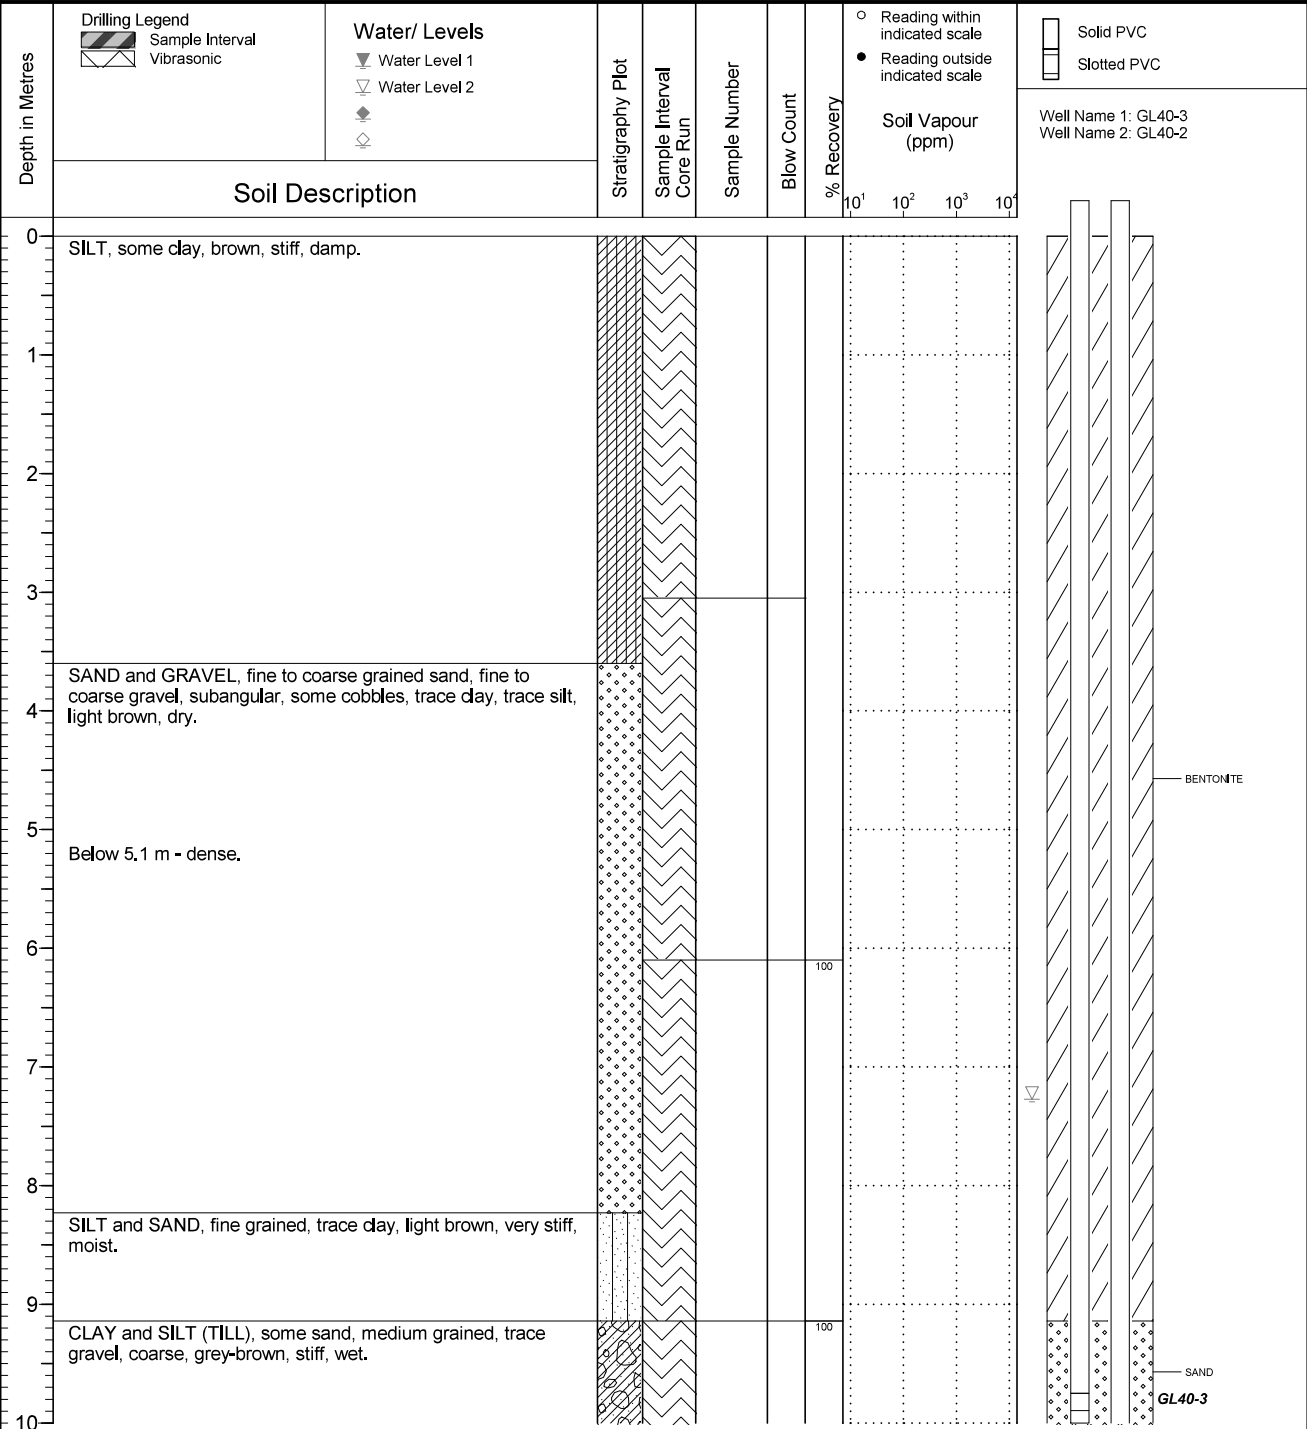 Drilling Legend
Sample Interval
Vibrasonic
Water/ Levels
Water Level 1
Water Level 2
Depth in Metres
Soil Description
Stratigraphy Plot
Sample Interval
Core Run
Sample Number
Blow Count
% Recovery
Reading within
indicated scale
Reading outside
indicated scale
Soil Vapour
(ppm)
10¹ 10² 10³ 10⁴
Solid PVC
Slotted PVC
Well Name 1: GL40-3
Well Name 2: GL40-2
0
SILT, some clay, brown, stiff, damp.
1
2
3
SAND and GRAVEL, fine to coarse grained sand, fine to
coarse gravel, subangular, some cobbles, trace clay, trace silt,
light brown, dry.
4
BENTONITE
5
Below 5.1 m - dense.
6
100
7
8
SILT and SAND, fine grained, trace clay, light brown, very stiff,
moist.
9
100
CLAY and SILT (TILL), some sand, medium grained, trace
gravel, coarse, grey-brown, stiff, wet.
SAND
GL40-3
10